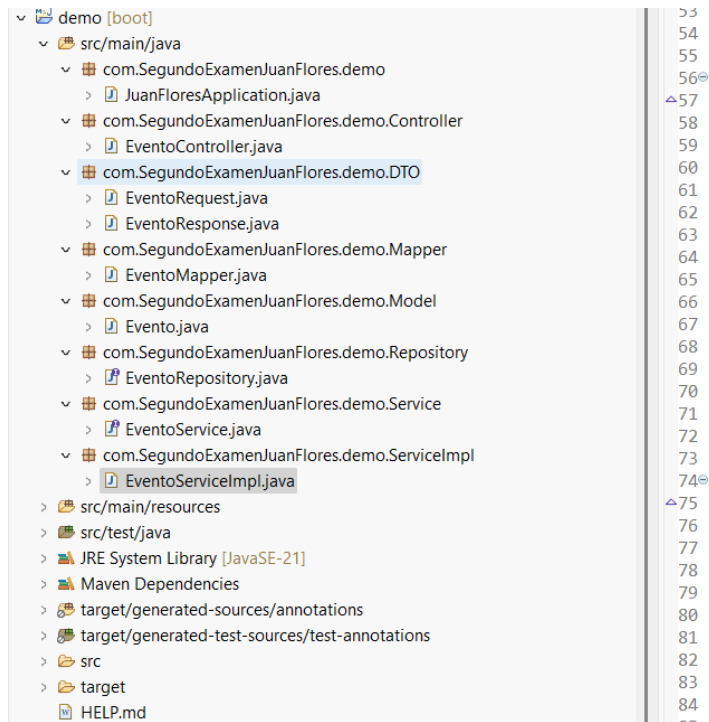 demo [boot]
src/main/java
com.SegundoExamenJuanFlores.demo
JuanFloresApplication.java
com.SegundoExamenJuanFlores.demo.Controller
EventoController.java
com.SegundoExamenJuanFlores.demo.DTO
EventoRequest.java
EventoResponse.java
com.SegundoExamenJuanFlores.demo.Mapper
EventoMapper.java
com.SegundoExamenJuanFlores.demo.Model
Evento.java
com.SegundoExamenJuanFlores.demo.Repository
EventoRepository.java
com.SegundoExamenJuanFlores.demo.Service
EventoService.java
com.SegundoExamenJuanFlores.demo.ServiceImpl
EventoServiceImpl.java
src/main/resources
src/test/java
JRE System Library [JavaSE-21]
Maven Dependencies
target/generated-sources/annotations
target/generated-test-sources/test-annotations
src
target
HELP.md
53
54
55
56
57
58
59
60
61
62
63
64
65
66
67
68
69
70
71
72
73
74
75
76
77
78
79
80
81
82
83
84